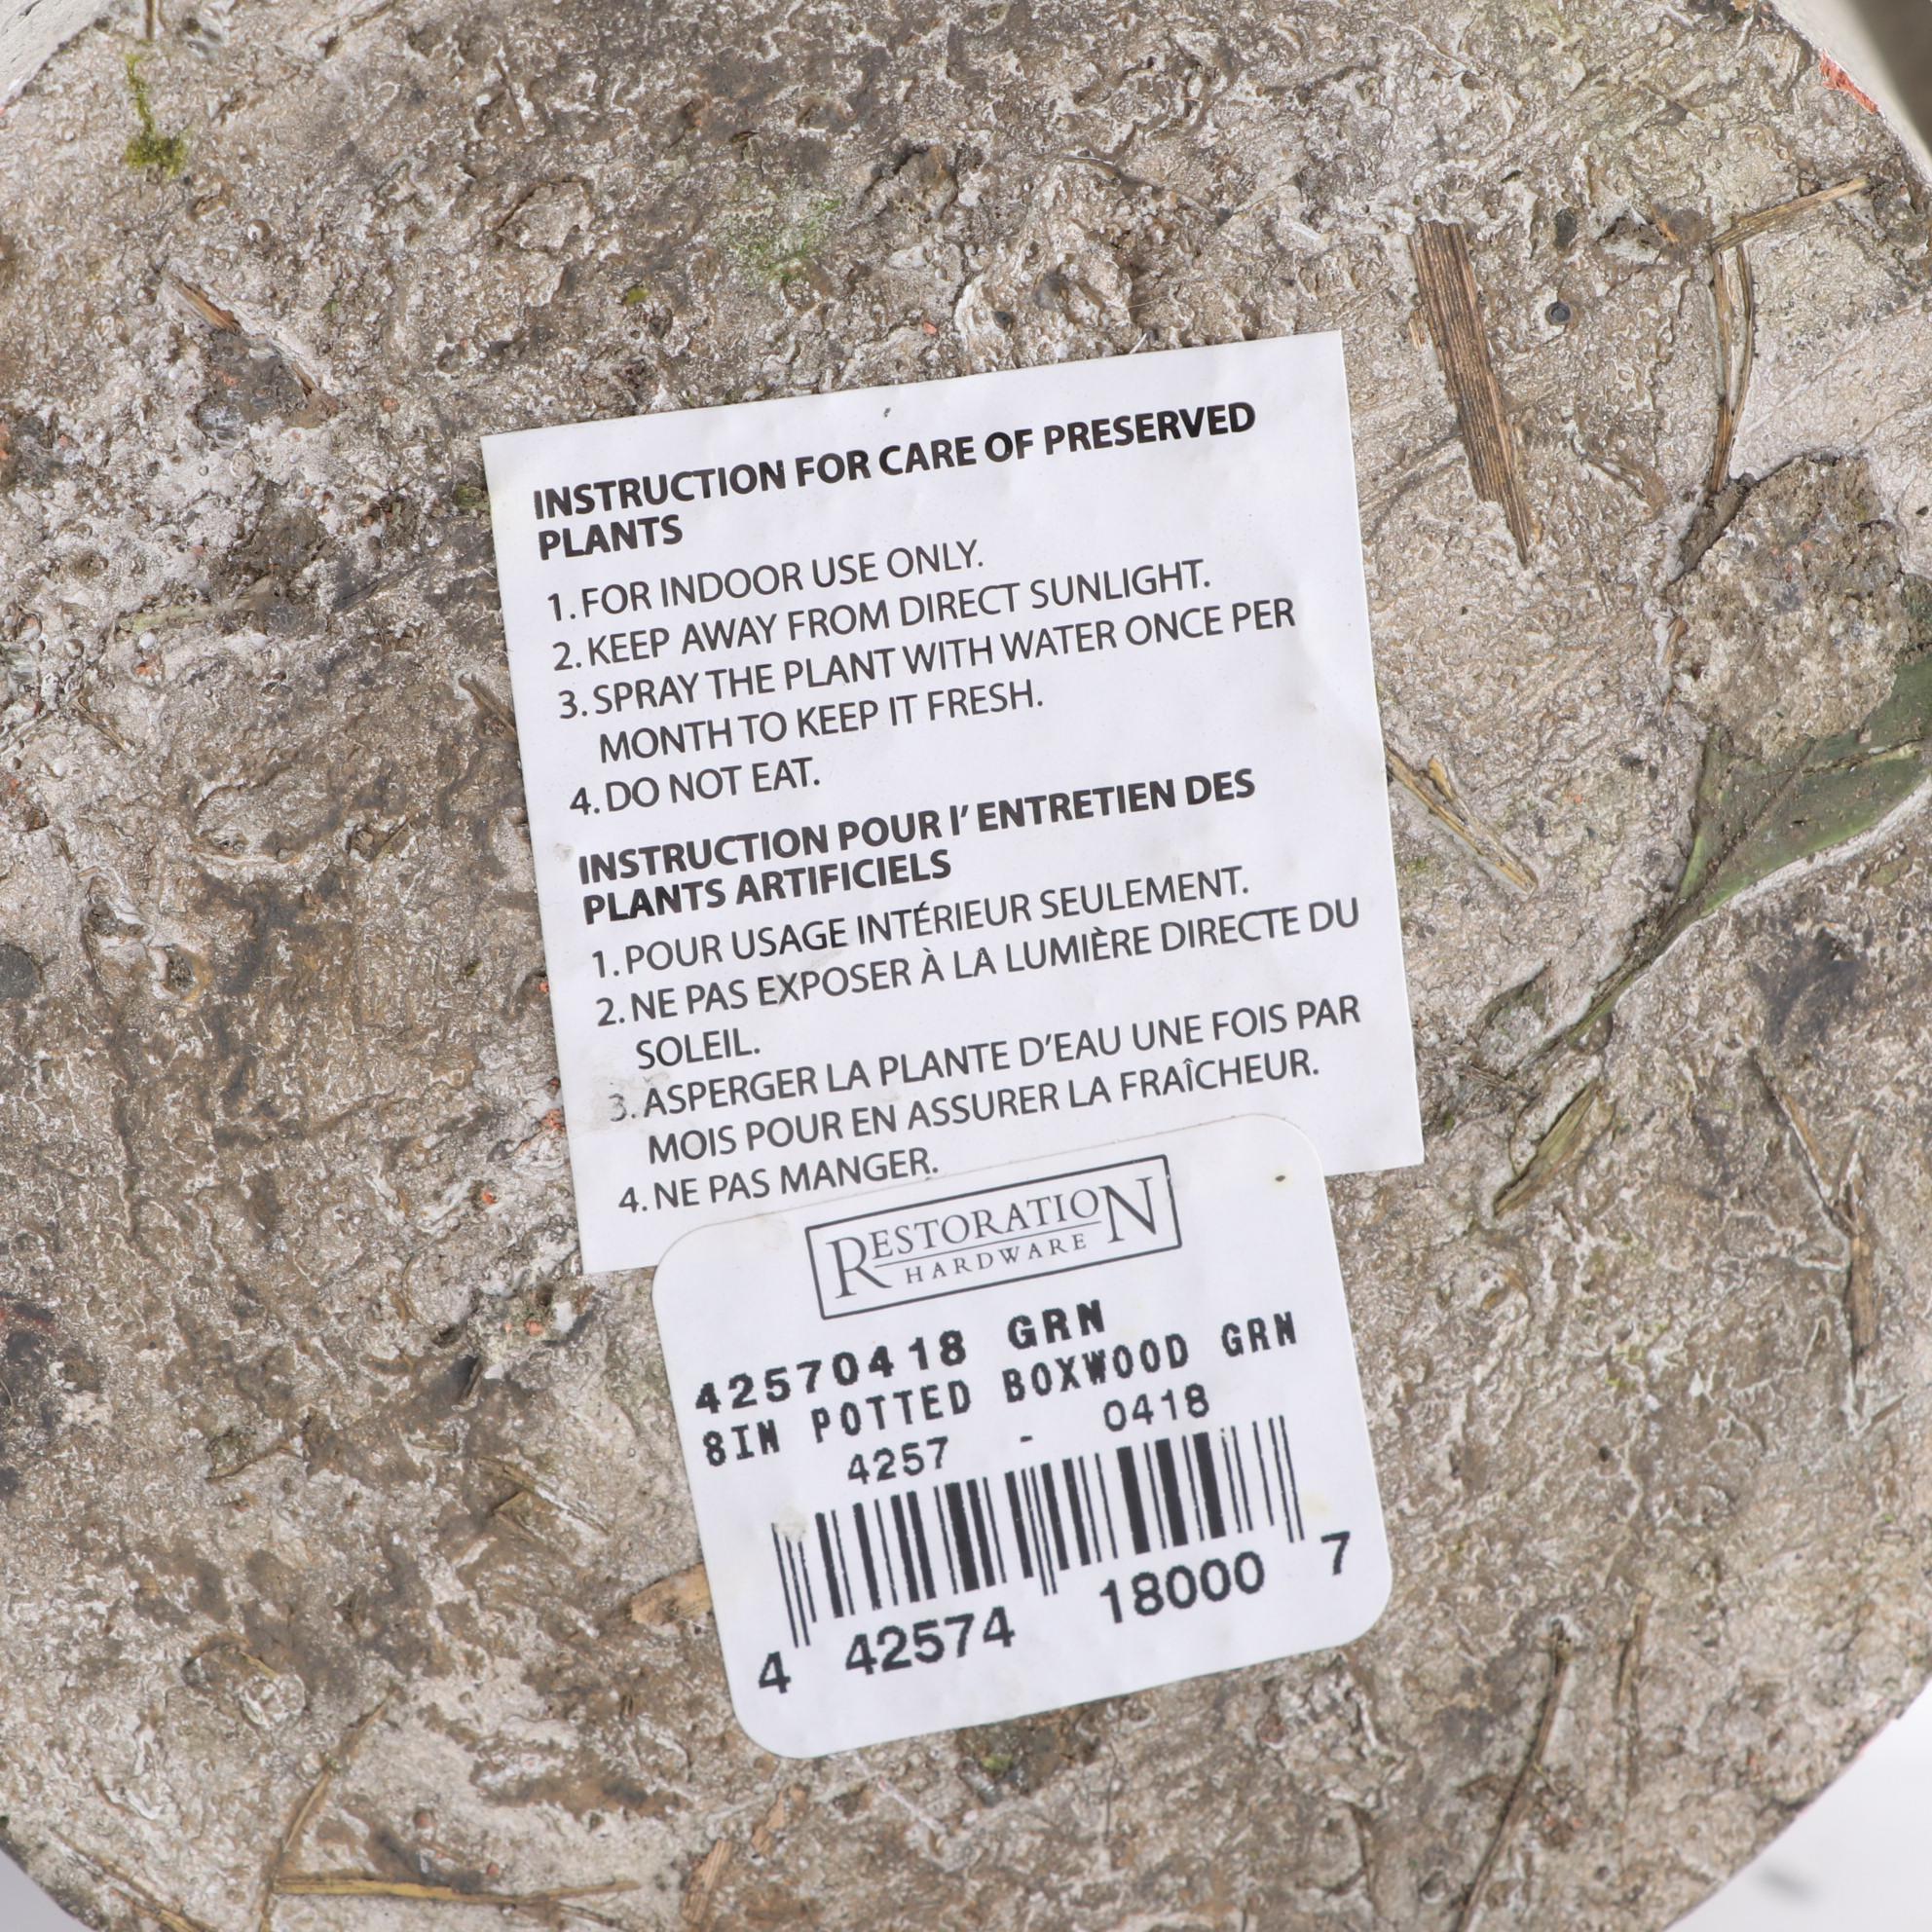 INSTRUCTION FOR CARE OF PRESERVED
PLANTS
1. FOR INDOOR USE ONLY.
2. KEEP AWAY FROM DIRECT SUNLIGHT.
3. SPRAY THE PLANT WITH WATER ONCE PER
MONTH TO KEEP IT FRESH.
4. DO NOT EAT.
INSTRUCTION POUR l' ENTRETIEN DES
PLANTS ARTIFICIELS
1. POUR USAGE INTÉRIEUR SEULEMENT.
2. NE PAS EXPOSER À LA LUMIÈRE DIRECTE DU
SOLEIL.
3. ASPERGER LA PLANTE D'EAU UNE FOIS PAR
MOIS POUR EN ASSURER LA FRAÎCHEUR.
4. NE PAS MANGER.
RESTORATION
HARDWARE
42570418 GRN
8IN POTTED BOXWOOD GRN
4257 - 0418
4 42574 18000 7